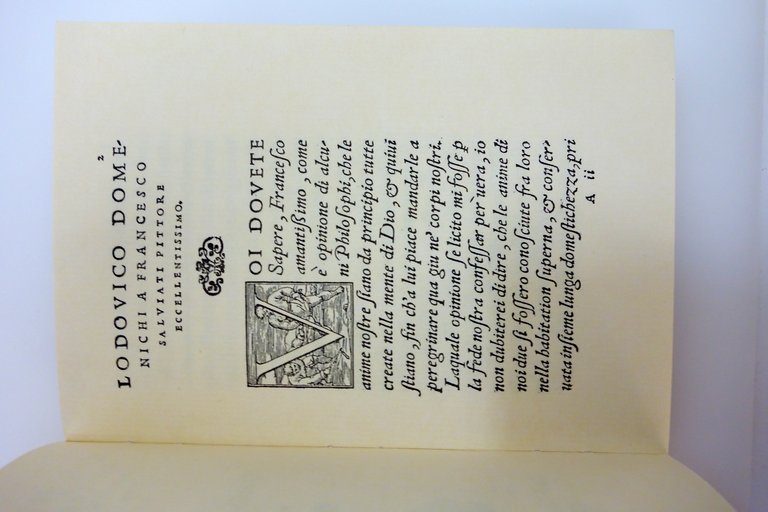 2
LODOVICO DOME-
NICHI A FRANCESCO
SALVIATI PITTORE
ECCELLENTISSIMO.
VOI DOVETE
Sapere, Francesco
amantißimo, come
è opinione di alcu-
ni Philosophi, che le
anime nostre siano da principio tutte
create nella mente di Dio, & quiui
stiano, fin ch'a lui piace mandarle a
peregrinare qua giu ne' corpi nostri.
Laquale opinione se licito mi fosse p
la fede nostra confessar per uera, io
non dubiterei di dire, che le anime di
noi due si fossero conosciute fra loro
nella habitation superna, & conser-
uata insieme lunga domestichezza, pri
A ii